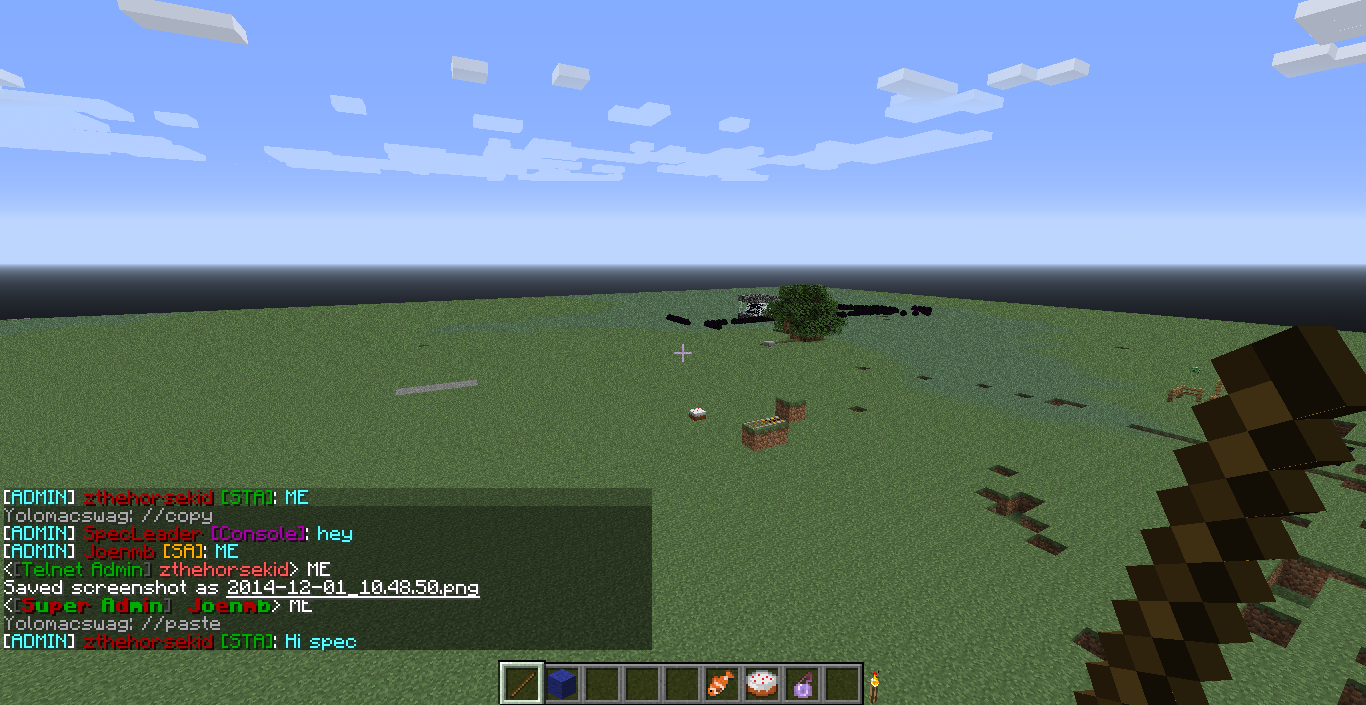 [ADMIN] zthehorsekid [STA]: ME
Yolomacswag: //copy
[ADMIN] SpecLeader [Console]: hey
[ADMIN] Joenmb [SA]: ME
<[Telnet Admin] zthehorsekid> ME
Saved screenshot as 2014-12-01_10.48.50.png
<[Super Admin] Joenmb> ME
Yolomacswag: //paste
[ADMIN] zthehorsekid [STA]: Hi spec